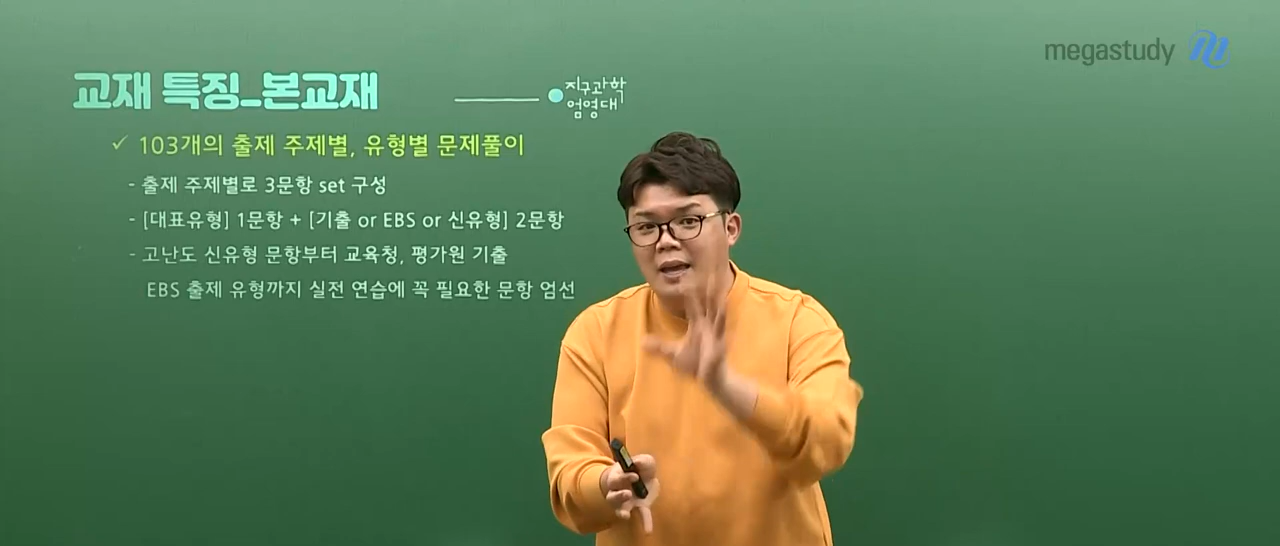 megastudy
교재 특징_본교재
지구과학
엄영대
✓ 103개의 출제 주제별, 유형별 문제풀이
- 출제 주제별로 3문항 set 구성
- [대표유형] 1문항 + [기출 or EBS or 신유형] 2문항
- 고난도 신유형 문항부터 교육청, 평가원 기출
EBS 출제 유형까지 실전 연습에 꼭 필요한 문항 엄선